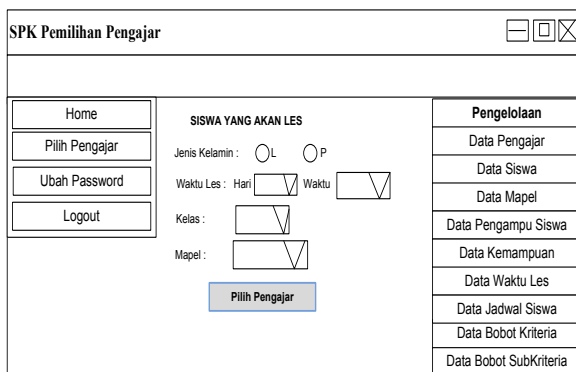 SPK Pemilihan Pengajar
Home
Pilih Pengajar
Ubah Password
Logout
SISWA YANG AKAN LES
Jenis Kelamin : L P
Waktu Les : Hari Waktu
Kelas :
Mapel :
Pilih Pengajar
Pengelolaan
Data Pengajar
Data Siswa
Data Mapel
Data Pengampu Siswa
Data Kemampuan
Data Waktu Les
Data Jadwal Siswa
Data Bobot Kriteria
Data Bobot SubKriteria